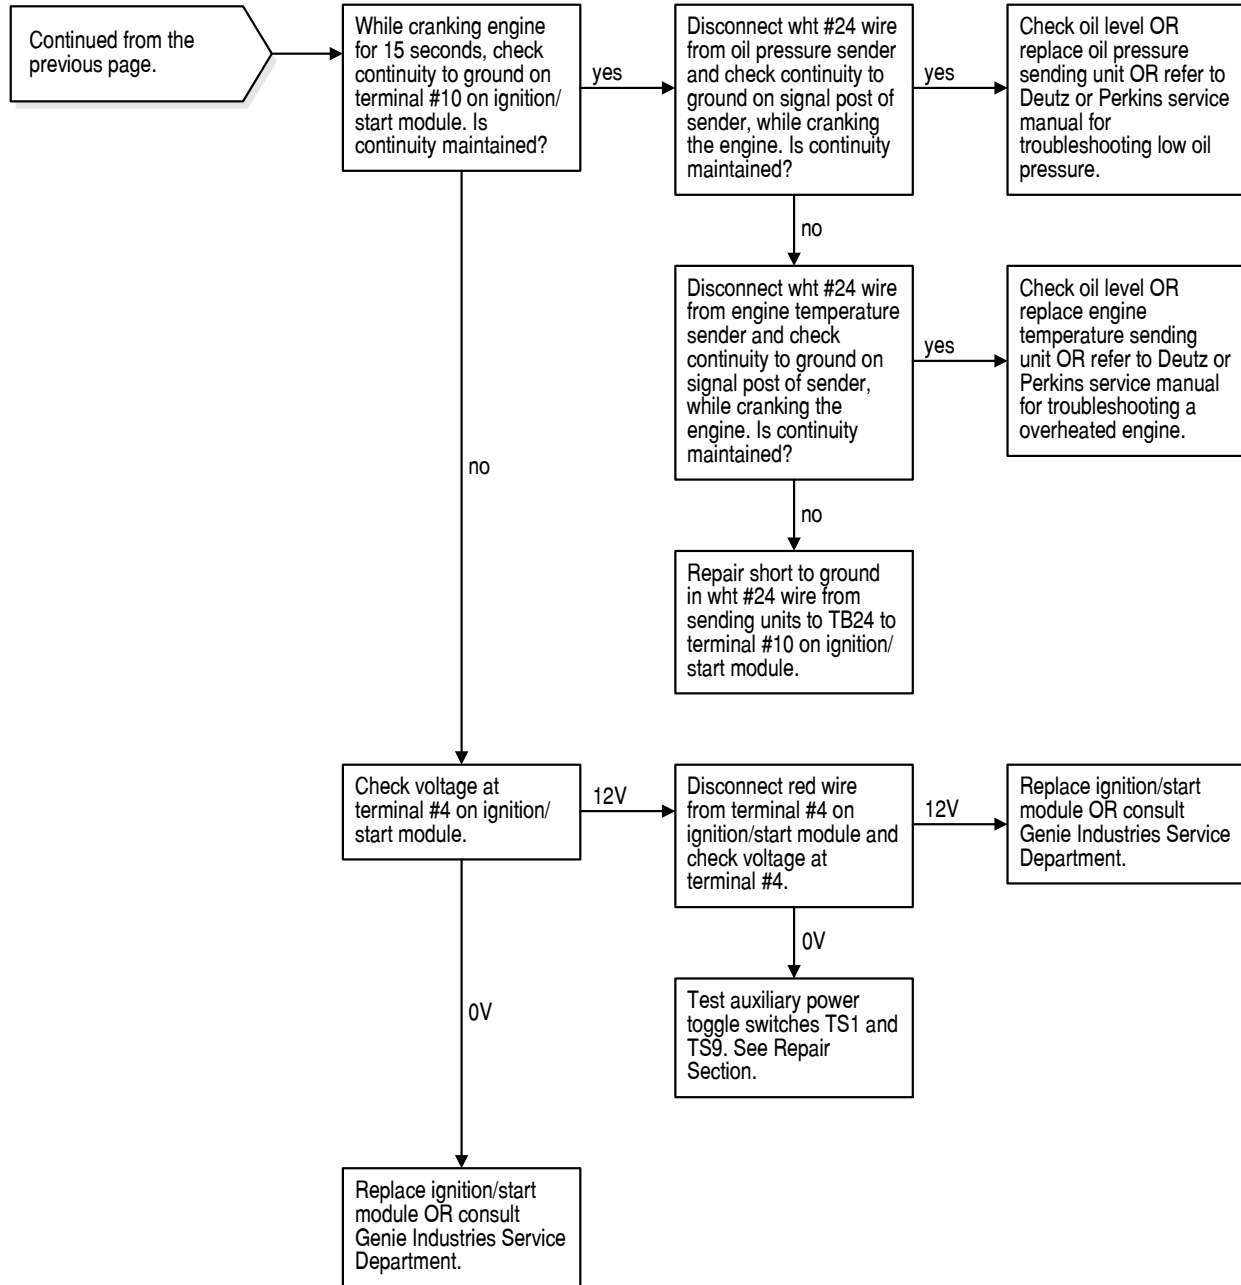 Continued from the
previous page.
While cranking engine
for 15 seconds, check
continuity to ground on
terminal #10 on ignition/
start module. Is
continuity maintained?
yes
Disconnect wht #24 wire
from oil pressure sender
and check continuity to
ground on signal post of
sender, while cranking
the engine. Is continuity
maintained?
yes
Check oil level OR
replace oil pressure
sending unit OR refer to
Deutz or Perkins service
manual for
troubleshooting low oil
pressure.
no
Disconnect wht #24 wire
from engine temperature
sender and check
continuity to ground on
signal post of sender,
while cranking the
engine. Is continuity
maintained?
yes
Check oil level OR
replace engine
temperature sending
unit OR refer to Deutz or
Perkins service manual
for troubleshooting a
overheated engine.
no
no
Repair short to ground
in wht #24 wire from
sending units to TB24 to
terminal #10 on ignition/
start module.
Check voltage at
terminal #4 on ignition/
start module.
12V
Disconnect red wire
from terminal #4 on
ignition/start module and
check voltage at
terminal #4.
12V
Replace ignition/start
module OR consult
Genie Industries Service
Department.
0V
Test auxiliary power
toggle switches TS1 and
TS9. See Repair
Section.
0V
Replace ignition/start
module OR consult
Genie Industries Service
Department.